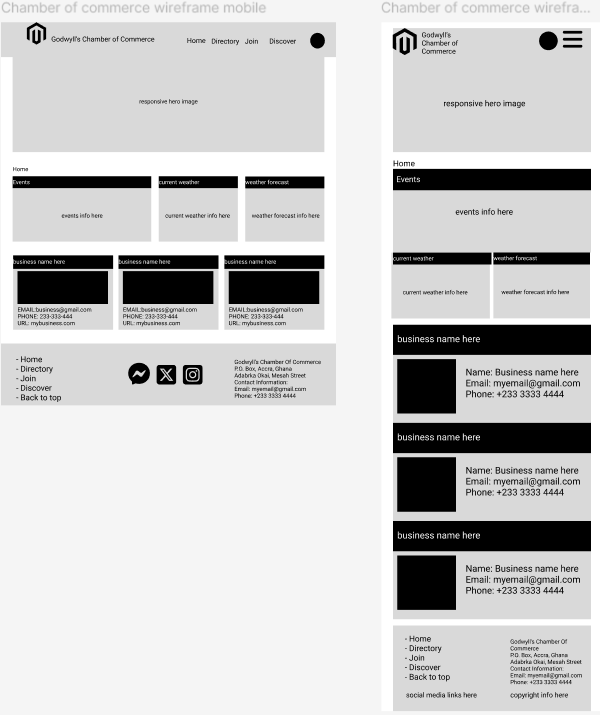 Chamber of commerce wireframe mobile
Godwyll's Chamber of Commerce
Home Directory Join Discover
responsive hero image
Home
Events
events info here
current weather
current weather info here
weather forecast
weather forecast info here
business name here
EMAIL:business@gmail.com
PHONE: 233-333-444
URL: mybusiness.com
business name here
EMAIL:business@gmail.com
PHONE: 233-333-444
URL: mybusiness.com
business name here
EMAIL:business@gmail.com
PHONE: 233-333-444
URL: mybusiness.com
- Home
- Directory
- Join
- Discover
- Back to top
Godwyll's Chamber Of Commerce
P.O. Box, Accra, Ghana
Adabrka Okai, Mesah Street
Contact Information:
Email: myemail@gmail.com
Phone: +233 3333 4444
Chamber of commerce wirefra...
Godwyll's
Chamber of
Commerce
responsive hero image
Home
Events
events info here
current weather
current weather info here
weather forecast
weather forecast info here
business name here
Name: Business name here
Email: myemail@gmail.com
Phone: +233 3333 4444
business name here
Name: Business name here
Email: myemail@gmail.com
Phone: +233 3333 4444
business name here
Name: Business name here
Email: myemail@gmail.com
Phone: +233 3333 4444
- Home
- Directory
- Join
- Discover
- Back to top
Godwyll's Chamber Of
Commerce
P.O. Box, Accra, Ghana
Adabrka Okai, Mesah Street
Contact Information:
Email: myemail@gmail.com
Phone: +233 3333 4444
social media links here
copyright info here